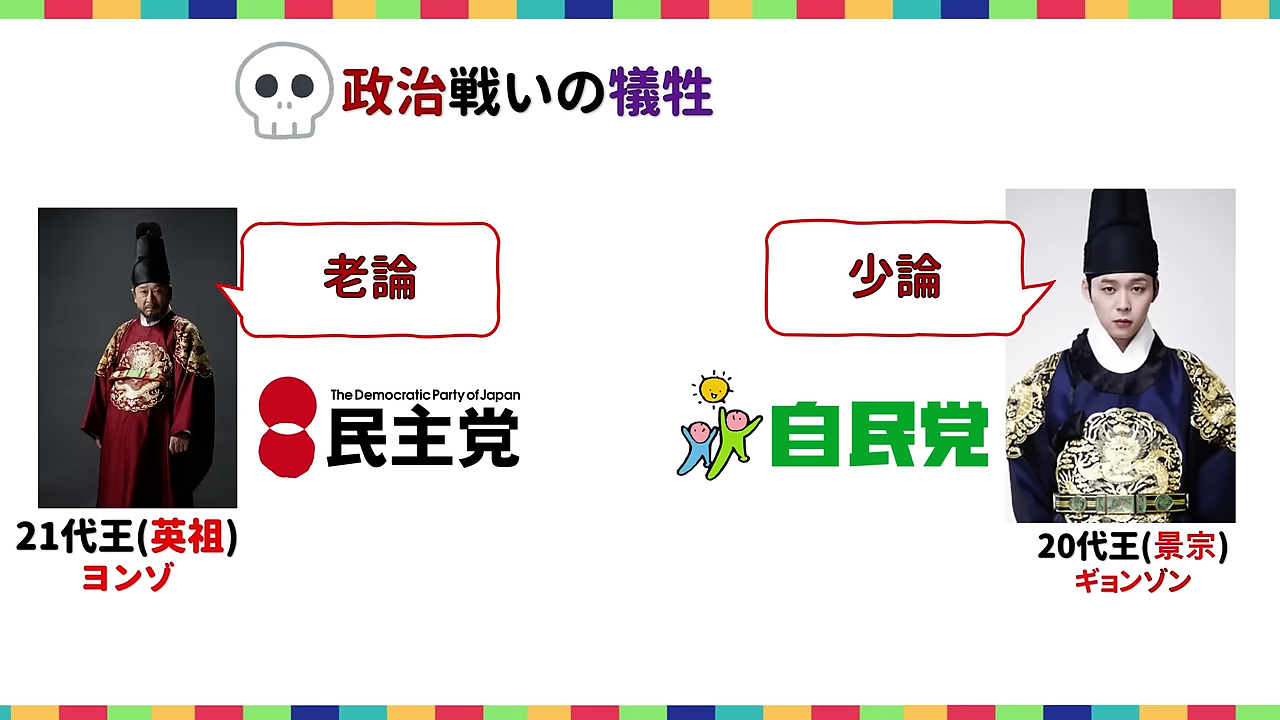 政治戦いの犠牲
老論
少論
The Democratic Party of Japan
民主党
自民党
21代王(英祖)
ヨンゾ
20代王(景宗)
ギョンゾン